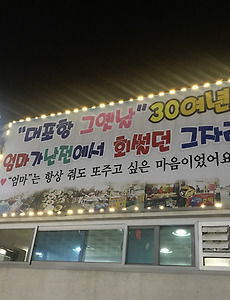 "대포항 그옛날" 30여년
엄마가 난전에서 회썰던 그자리
♥ "엄마"는 항상 줘도 또주고 싶은 마음이었어요